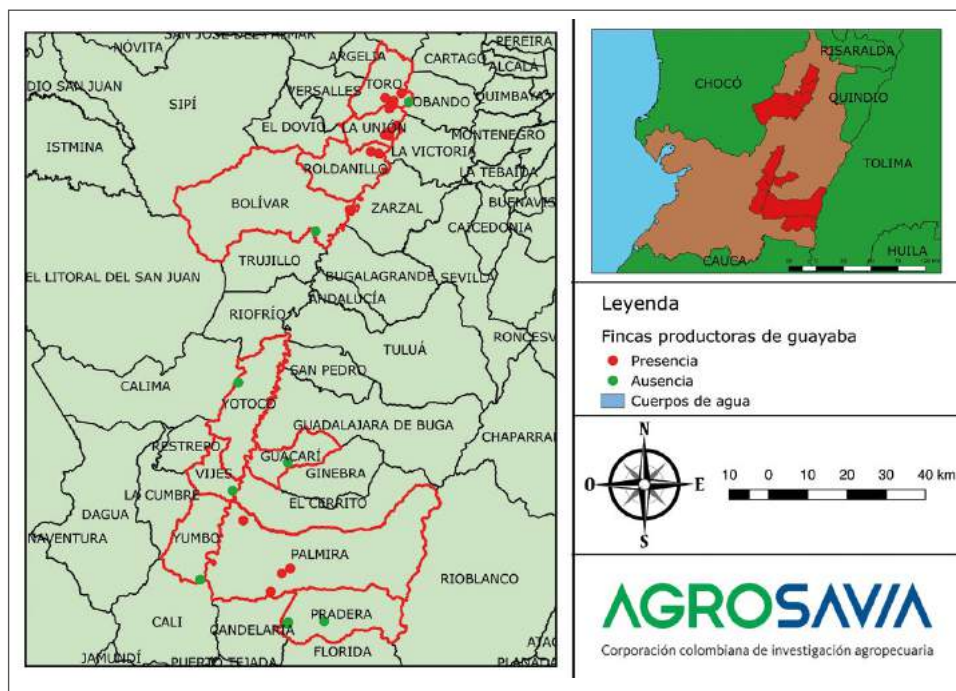 SAN JOSÉ DEL PALMAR
NÓVITA
ARGELIA
CARTAGO
PEREIRA
ALCALÁ
SAN JUAN
SIPÍ
VERSALLES
TORO
OBANDO
QUIMBAYA
ISTMINA
EL DOVIO
LA UNIÓN
MONTENEGRO
LA VICTORIA
ROLDANILLO
LA TEBAIDA
BOLÍVAR
ZARZAL
BUENAVIS
CAICEDONIA
EL LITORAL DEL SAN JUAN
TRUJILLO
BUGALAGRANDE
SEVILLA
ANDALUCÍA
RIOFRÍO
RONCESV
TULUÁ
SAN PEDRO
CALIMA
YOTOCO
GUADALAJARA DE BUGA
CHAPARRA
RESTREPO
GUACARÍ
GINEBRA
VIJES
LA CUMBRE
EL CERRITO
DAGUA
NAVENTURA
YUMBO
PALMIRA
RIOBLANCO
CALI
PRADERA
CANDELARIA
JAMUNDÍ
PUERTO TEJADA
FLORIDA
ATAC
PLANADA
RISARALDA
CHOCÓ
QUINDIO
TOLIMA
HUILA
CAUCA
Leyenda
Fincas productoras de guayaba
Presencia
Ausencia
Cuerpos de agua
N
O
E
S
10 0 10 20 30 40 km
AGROSAVIA
Corporación colombiana de investigación agropecuaria